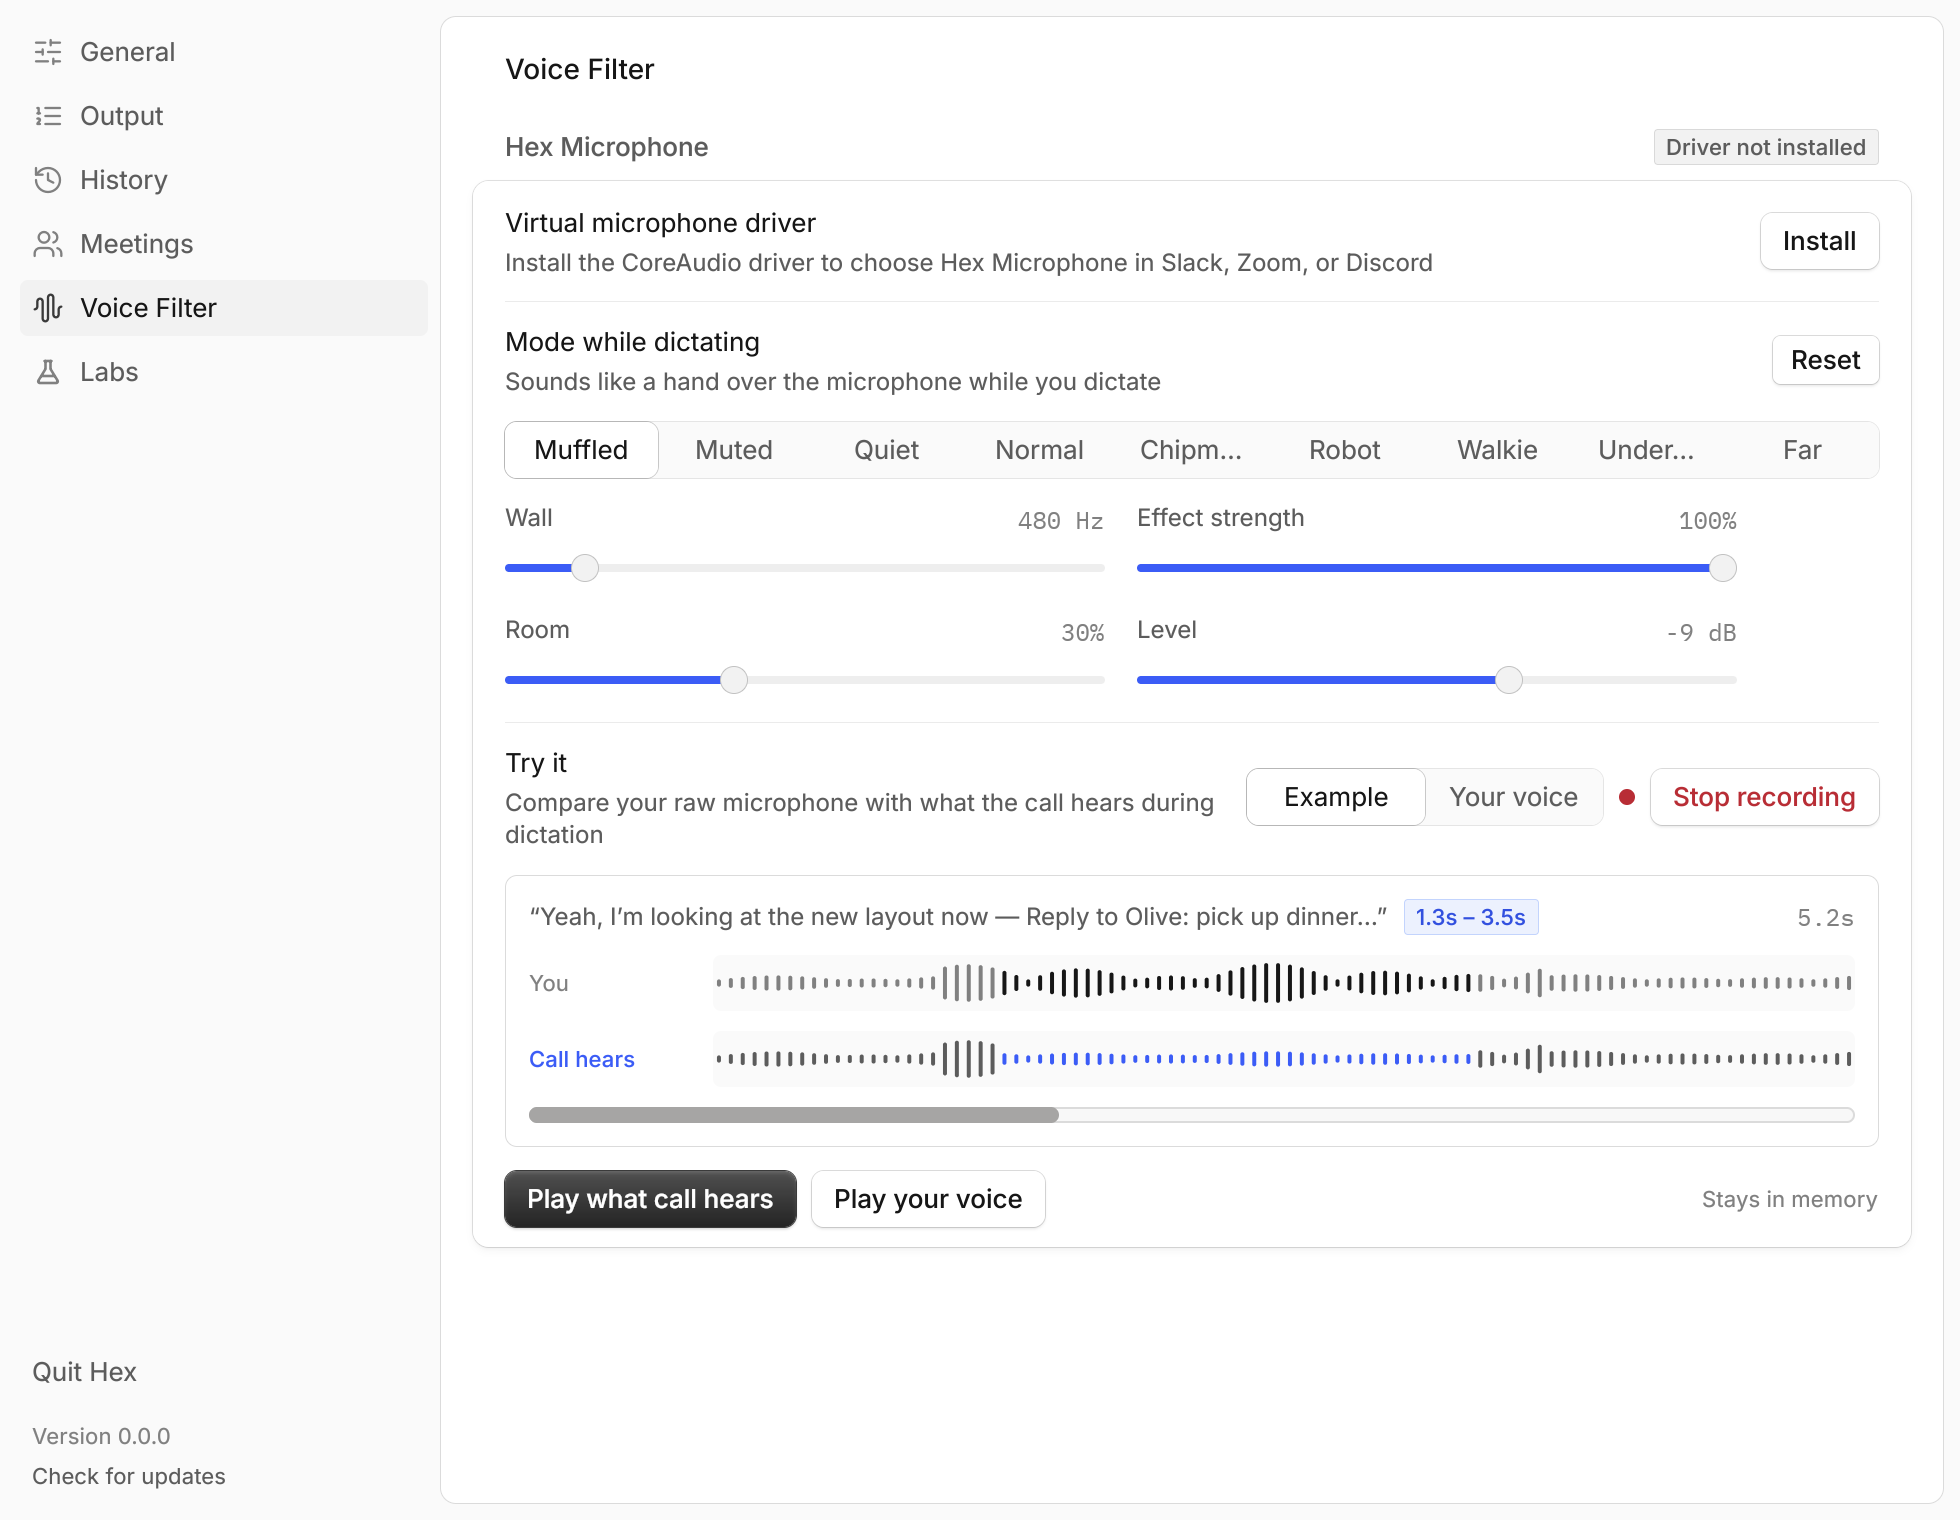 General
Output
History
Meetings
Voice Filter
Labs
Quit Hex
Version 0.0.0
Check for updates
Voice Filter
Hex Microphone
Driver not installed
Virtual microphone driver
Install the CoreAudio driver to choose Hex Microphone in Slack, Zoom, or Discord
Install
Mode while dictating
Sounds like a hand over the microphone while you dictate
Reset
Muffled Muted Quiet Normal Chipm... Robot Walkie Under... Far
Wall 480 Hz
Effect strength 100%
Room 30%
Level -9 dB
Try it
Compare your raw microphone with what the call hears during
dictation
Example Your voice Stop recording
“Yeah, I’m looking at the new layout now — Reply to Olive: pick up dinner...” 1.3s – 3.5s 5.2s
You
Call hears
Play what call hears Play your voice Stays in memory